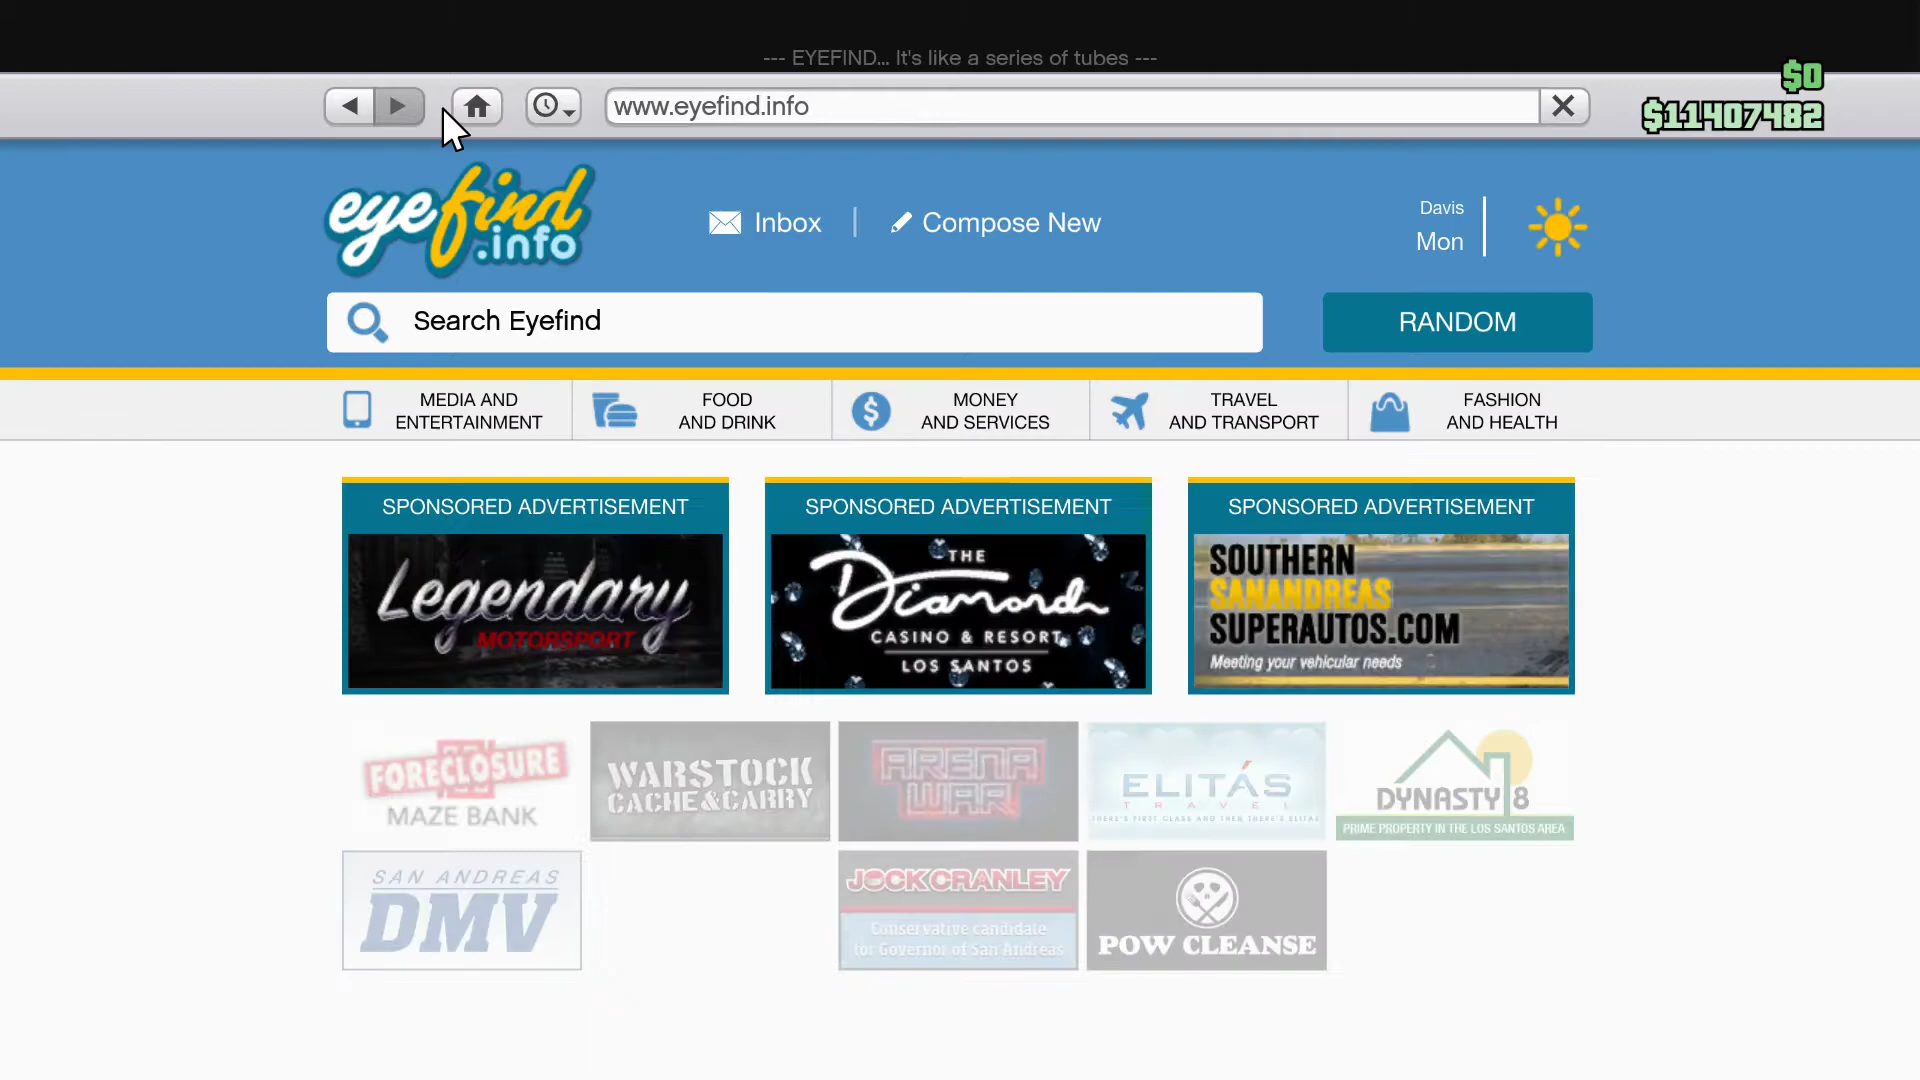 --- EYEFIND... It's like a series of tubes ---
$0
www.eyefind.info
$11407482
eyefind
.info
Inbox
Compose New
Davis
Mon
Search Eyefind
RANDOM
MEDIA AND
ENTERTAINMENT
FOOD
AND DRINK
MONEY
AND SERVICES
TRAVEL
AND TRANSPORT
FASHION
AND HEALTH
SPONSORED ADVERTISEMENT
Legendary
MOTORSPORT
SPONSORED ADVERTISEMENT
THE
Diamond
CASINO & RESORT
LOS SANTOS
SPONSORED ADVERTISEMENT
SOUTHERN
SANANDREAS
SUPERAUTOS.COM
Meeting your vehicular needs
FORECLOSURE
MAZE BANK
WARSTOCK
CACHE&CARRY
ARENA
WAR
ELITÁS
TRAVEL
THERE'S FIRST CLASS AND THEN THERE'S ELITAS
DYNASTY 8
PRIME PROPERTY IN THE LOS SANTOS AREA
SAN ANDREAS
DMV
JOCK CRANLEY
Conservative candidate
for Governor of San Andreas
POW CLEANSE